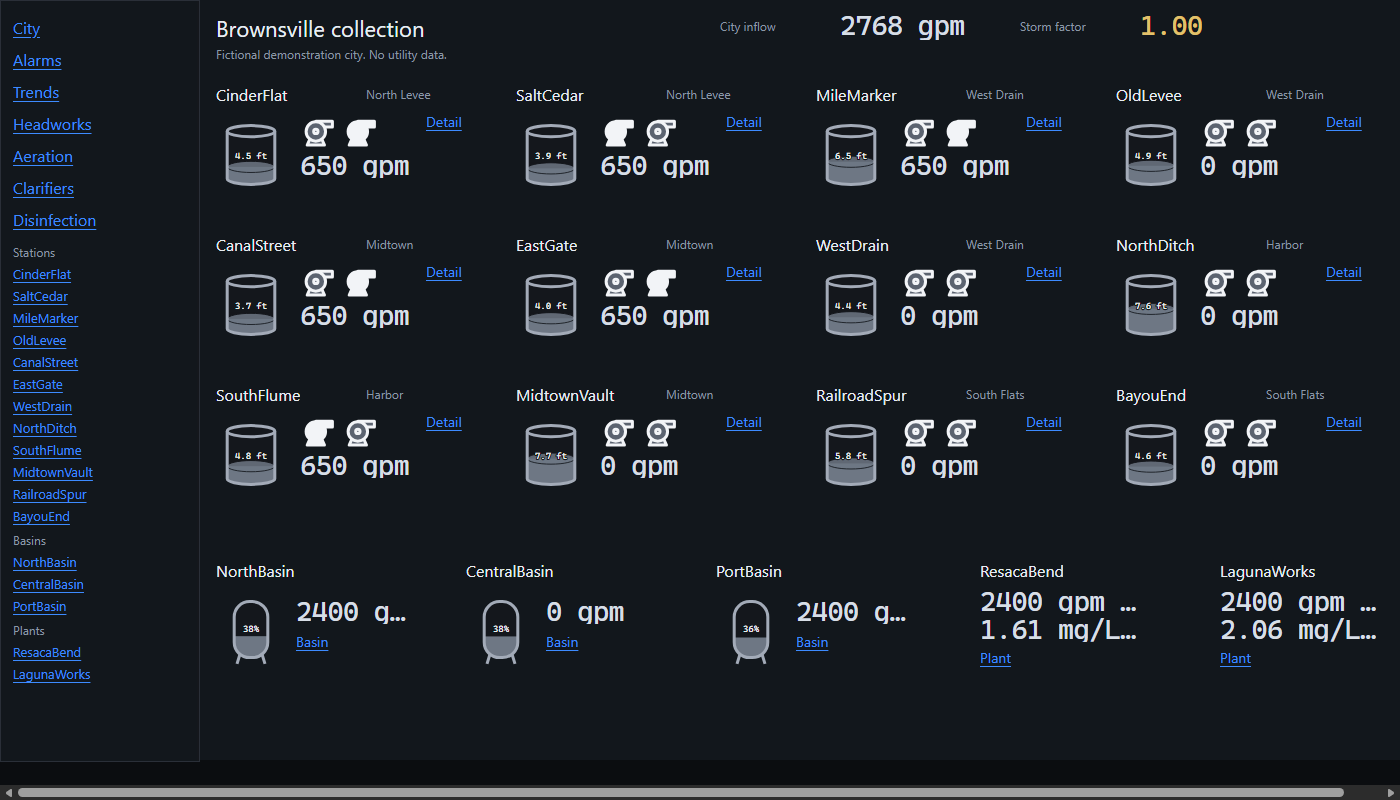 City
Alarms
Trends
Headworks
Aeration
Clarifiers
Disinfection
Stations
CinderFlat
SaltCedar
MileMarker
OldLevee
CanalStreet
EastGate
WestDrain
NorthDitch
SouthFlume
MidtownVault
RailroadSpur
BayouEnd
Basins
NorthBasin
CentralBasin
PortBasin
Plants
ResacaBend
LagunaWorks
Brownsville collection
Fictional demonstration city. No utility data.
City inflow 2768 gpm Storm factor 1.00
CinderFlat North Levee
Detail
4.5 ft
650 gpm
SaltCedar North Levee
Detail
3.9 ft
650 gpm
MileMarker West Drain
Detail
6.5 ft
650 gpm
OldLevee West Drain
Detail
4.9 ft
0 gpm
CanalStreet Midtown
Detail
3.7 ft
650 gpm
EastGate Midtown
Detail
4.0 ft
650 gpm
WestDrain West Drain
Detail
4.4 ft
0 gpm
NorthDitch Harbor
Detail
7.6 ft
0 gpm
SouthFlume Harbor
Detail
4.8 ft
650 gpm
MidtownVault Midtown
Detail
7.7 ft
0 gpm
RailroadSpur South Flats
Detail
5.8 ft
0 gpm
BayouEnd South Flats
Detail
4.6 ft
0 gpm
NorthBasin
38%
2400 g…
Basin
CentralBasin
38%
0 gpm
Basin
PortBasin
36%
2400 g…
Basin
ResacaBend
2400 gpm …
1.61 mg/L…
Plant
LagunaWorks
2400 gpm …
2.06 mg/L…
Plant